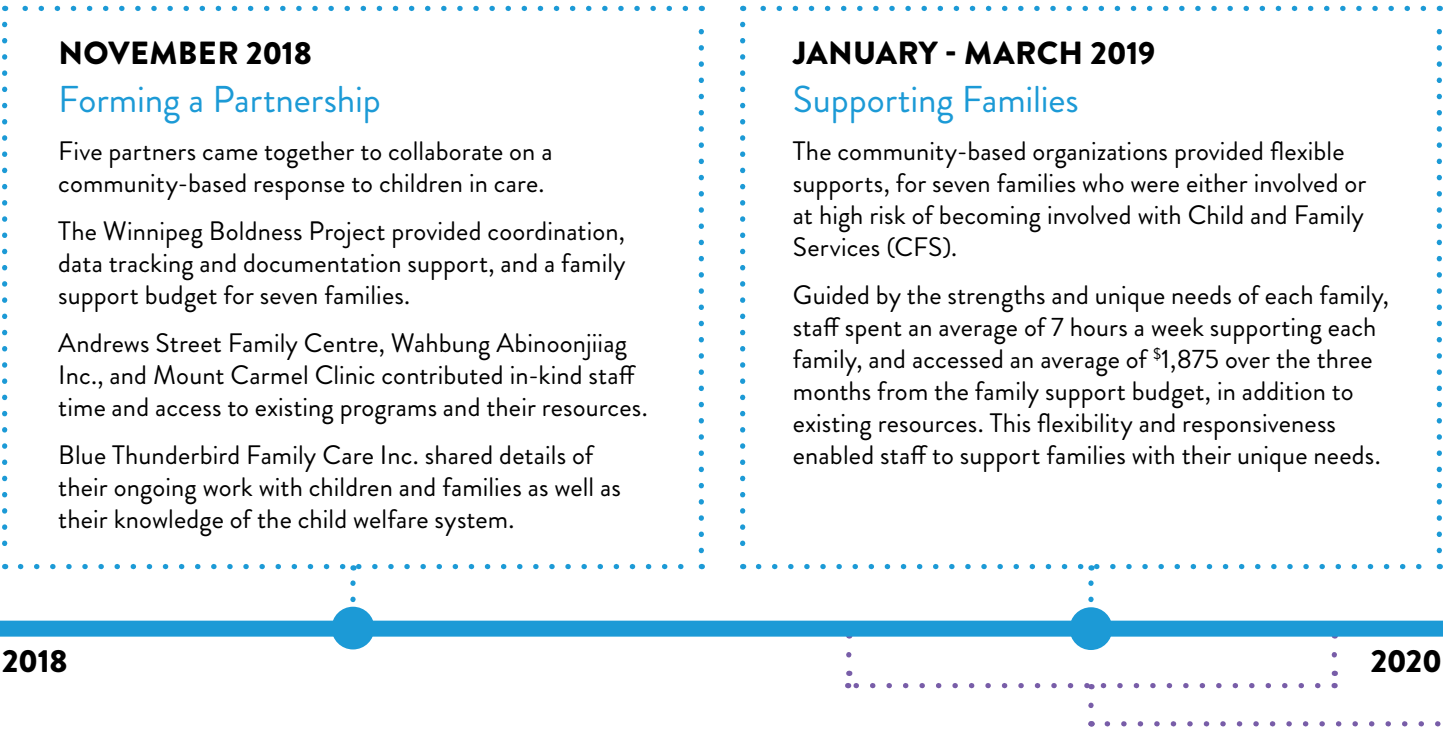 NOVEMBER 2018
Forming a Partnership
Five partners came together to collaborate on a
community-based response to children in care.
The Winnipeg Boldness Project provided coordination,
data tracking and documentation support, and a family
support budget for seven families.
Andrews Street Family Centre, Wahbung Abinoonjiiag
Inc., and Mount Carmel Clinic contributed in-kind staff
time and access to existing programs and their resources.
Blue Thunderbird Family Care Inc. shared details of
their ongoing work with children and families as well as
their knowledge of the child welfare system.
JANUARY - MARCH 2019
Supporting Families
The community-based organizations provided flexible
supports, for seven families who were either involved or
at high risk of becoming involved with Child and Family
Services (CFS).
Guided by the strengths and unique needs of each family,
staff spent an average of 7 hours a week supporting each
family, and accessed an average of $1,875 over the three
months from the family support budget, in addition to
existing resources. This flexibility and responsiveness
enabled staff to support families with their unique needs.
2018
2020